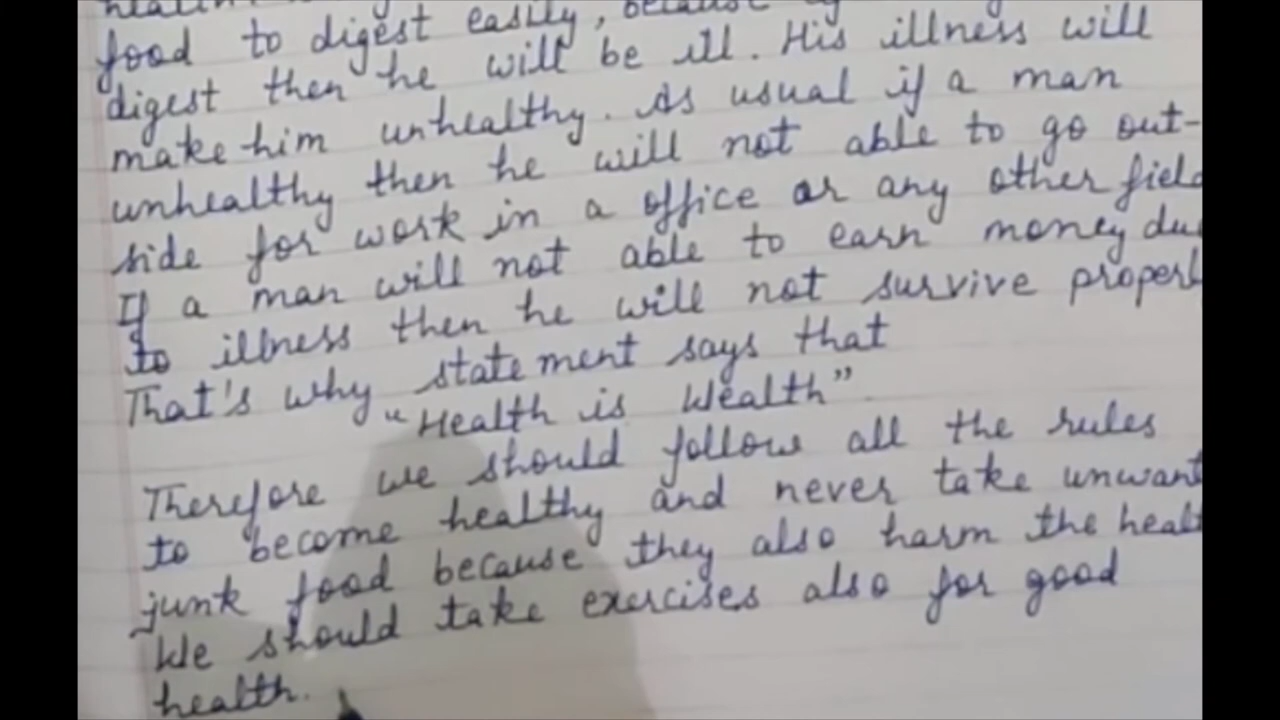 food to digest easily, because
digest then he will be ill. His illness will
make him unhealthy. As usual if a man
unhealthy then he will not able to go out-
side for work in a office or any other field
If a man will not able to earn money du
to illness then he will not survive properl
That's why statement says that
"Health is Wealth"
Therefore we should follow all the rules
to become healthy and never take unwant
junk food because they also harm the healt
We should take exercises also for good
health.